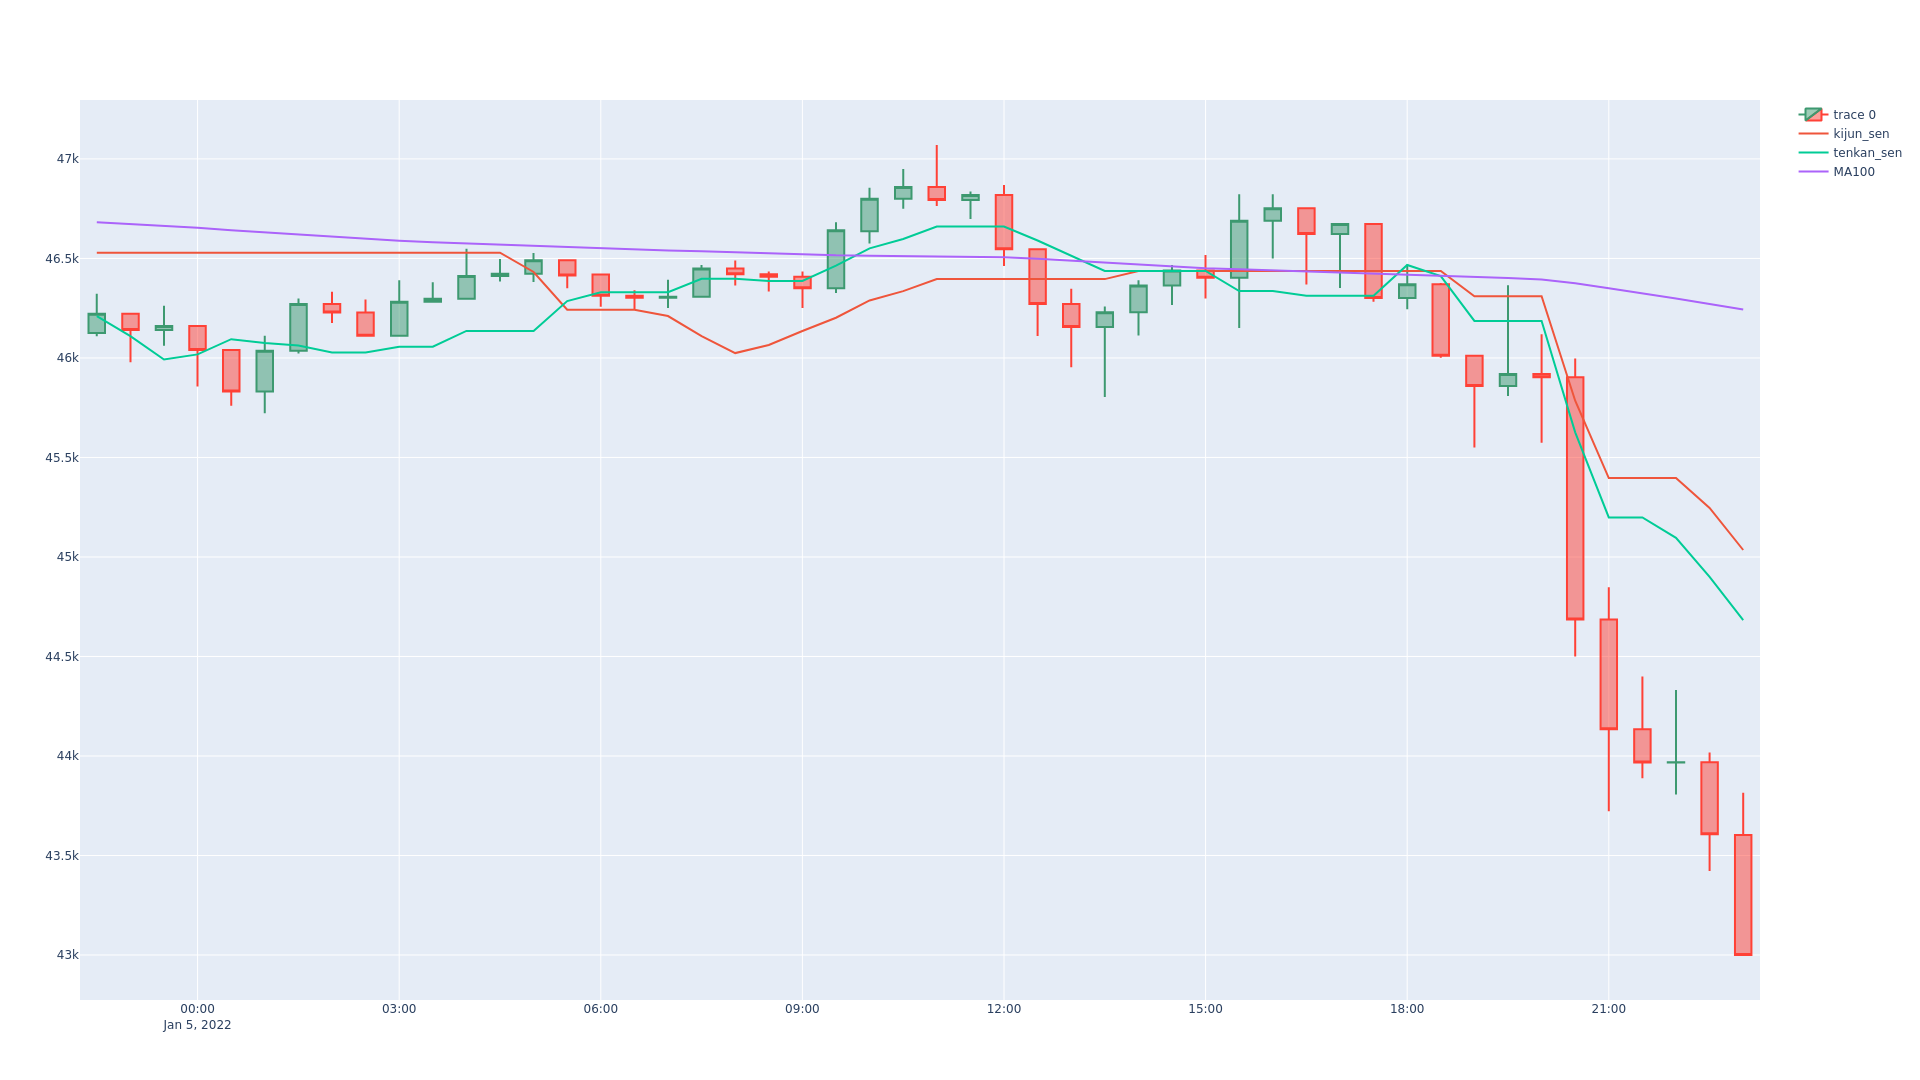 trace 0
kijun_sen
tenkan_sen
MA100
47k
46.5k
46k
45.5k
45k
44.5k
44k
43.5k
43k
00:00
03:00
06:00
09:00
12:00
15:00
18:00
21:00
Jan 5, 2022